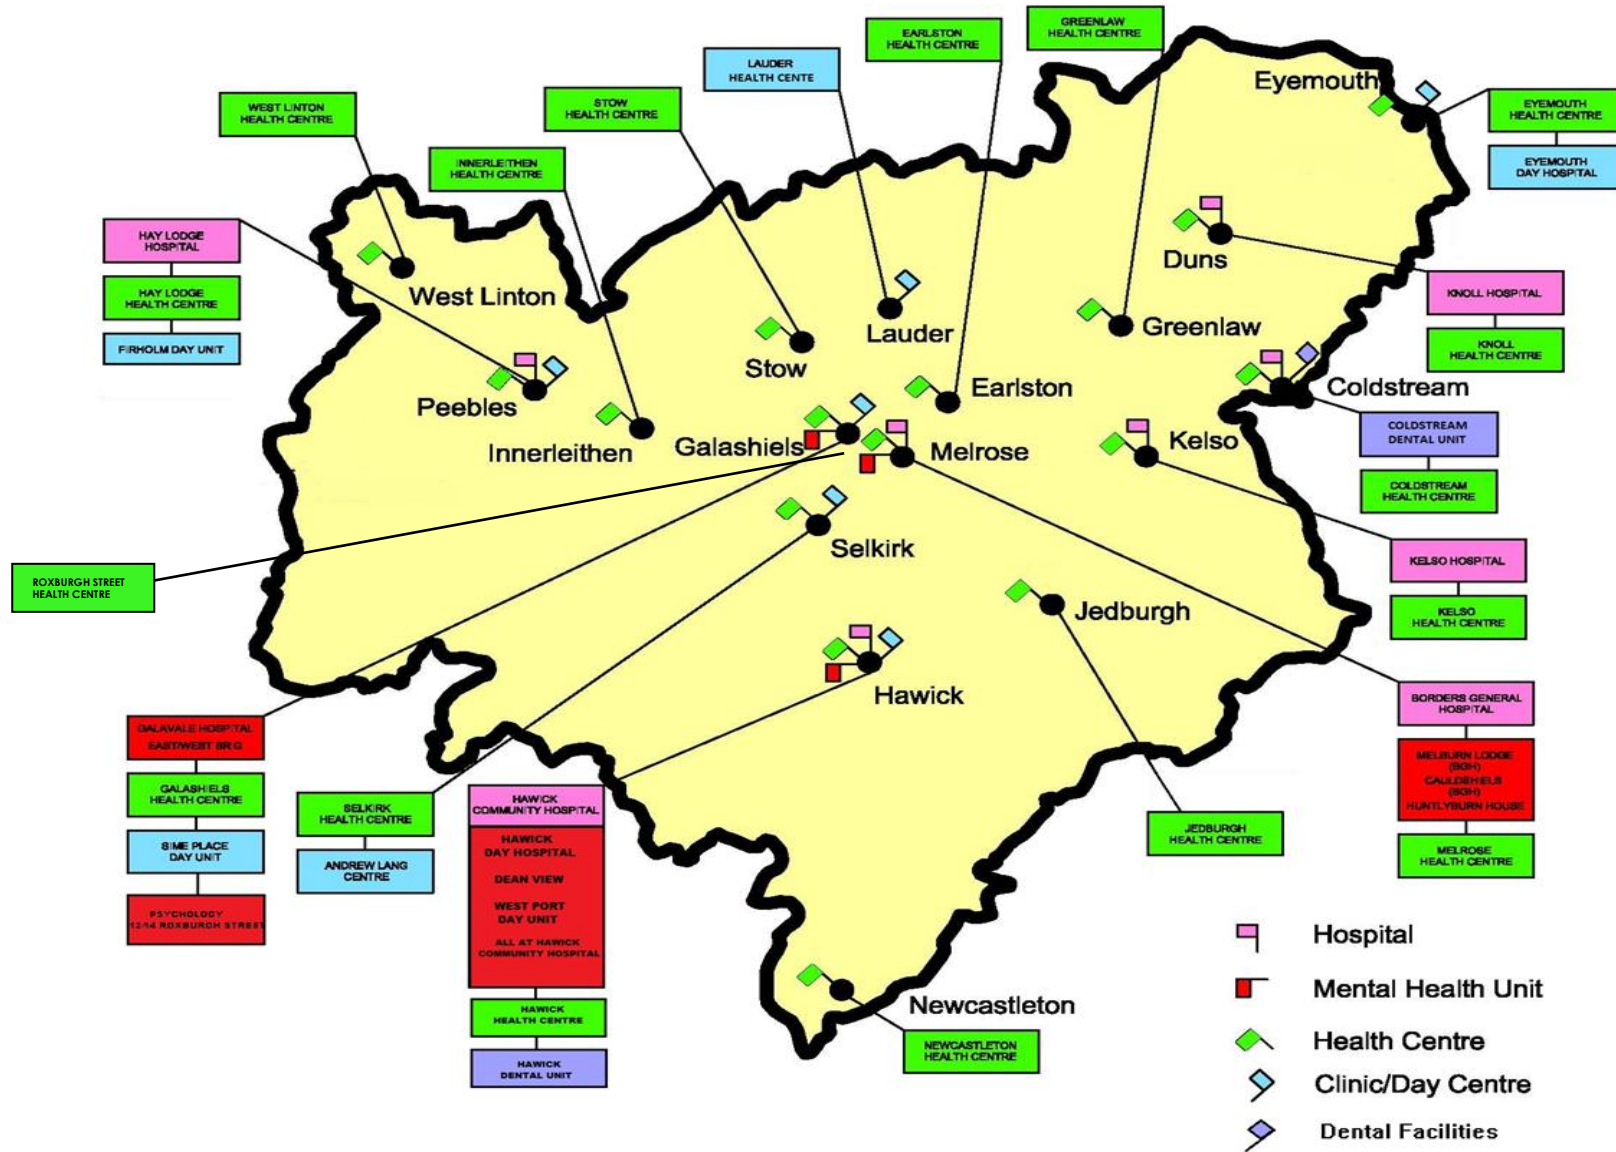 EARLSTON
HEALTH CENTRE
GREENLAW
HEALTH CENTRE
LAUDER
HEALTH CENTE
STOW
HEALTH CENTRE
WEST LINTON
HEALTH CENTRE
INNERLEITHEN
HEALTH CENTRE
Eyemouth
EYEMOUTH
HEALTH CENTRE
EYEMOUTH
DAY HOSPITAL
HAY LODGE
HOSPITAL
HAY LODGE
HEALTH CENTRE
FIRHOLM DAY UNIT
West Linton
Duns
KNOLL HOSPITAL
KNOLL
HEALTH CENTRE
Lauder
Greenlaw
Stow
Peebles
Earlston
Coldstream
COLDSTREAM
DENTAL UNIT
COLDSTREAM
HEALTH CENTRE
Innerleithen
Galashiels
Melrose
Kelso
Selkirk
KELSO HOSPITAL
KELSO
HEALTH CENTRE
ROXBURGH STREET
HEALTH CENTRE
Jedburgh
Hawick
GALAVALE HOSPITAL
EAST/WEST BRIG
GALASHIELS
HEALTH CENTRE
SIME PLACE
DAY UNIT
PSYCHOLOGY
12/14 ROXBURGH STREET
SELKIRK
HEALTH CENTRE
ANDREW LANG
CENTRE
HAWICK
COMMUNITY HOSPITAL
HAWICK
DAY HOSPITAL
DEAN VIEW
WEST PORT
DAY UNIT
ALL AT HAWICK
COMMUNITY HOSPITAL
HAWICK
HEALTH CENTRE
HAWICK
DENTAL UNIT
BORDERS GENERAL
HOSPITAL
MELBURN LODGE
(BGH)
CAULDSHIELS
(BGH)
HUNTLYBURN HOUSE
MELROSE
HEALTH CENTRE
JEDBURGH
HEALTH CENTRE
Newcastleton
NEWCASTLETON
HEALTH CENTRE
Hospital
Mental Health Unit
Health Centre
Clinic/Day Centre
Dental Facilities